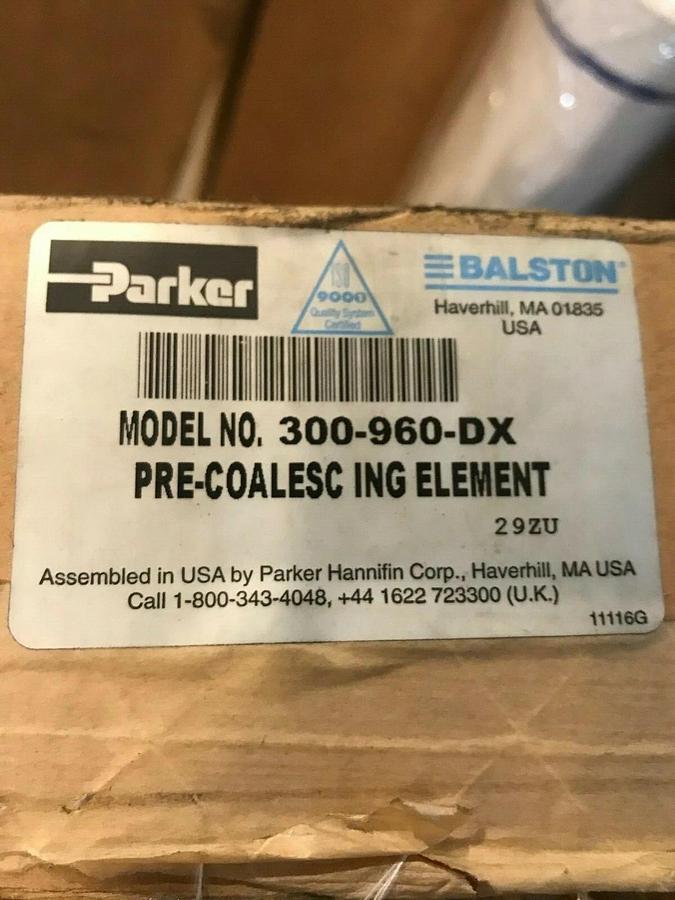 Parker
ISO
9001
Quality System
Certified
BALSTON®
Haverhill, MA 01835
USA
MODEL NO. 300-960-DX
PRE-COALESC ING ELEMENT
29ZU
Assembled in USA by Parker Hannifin Corp., Haverhill, MA USA
Call 1-800-343-4048, +44 1622 723300 (U.K.)
11116G